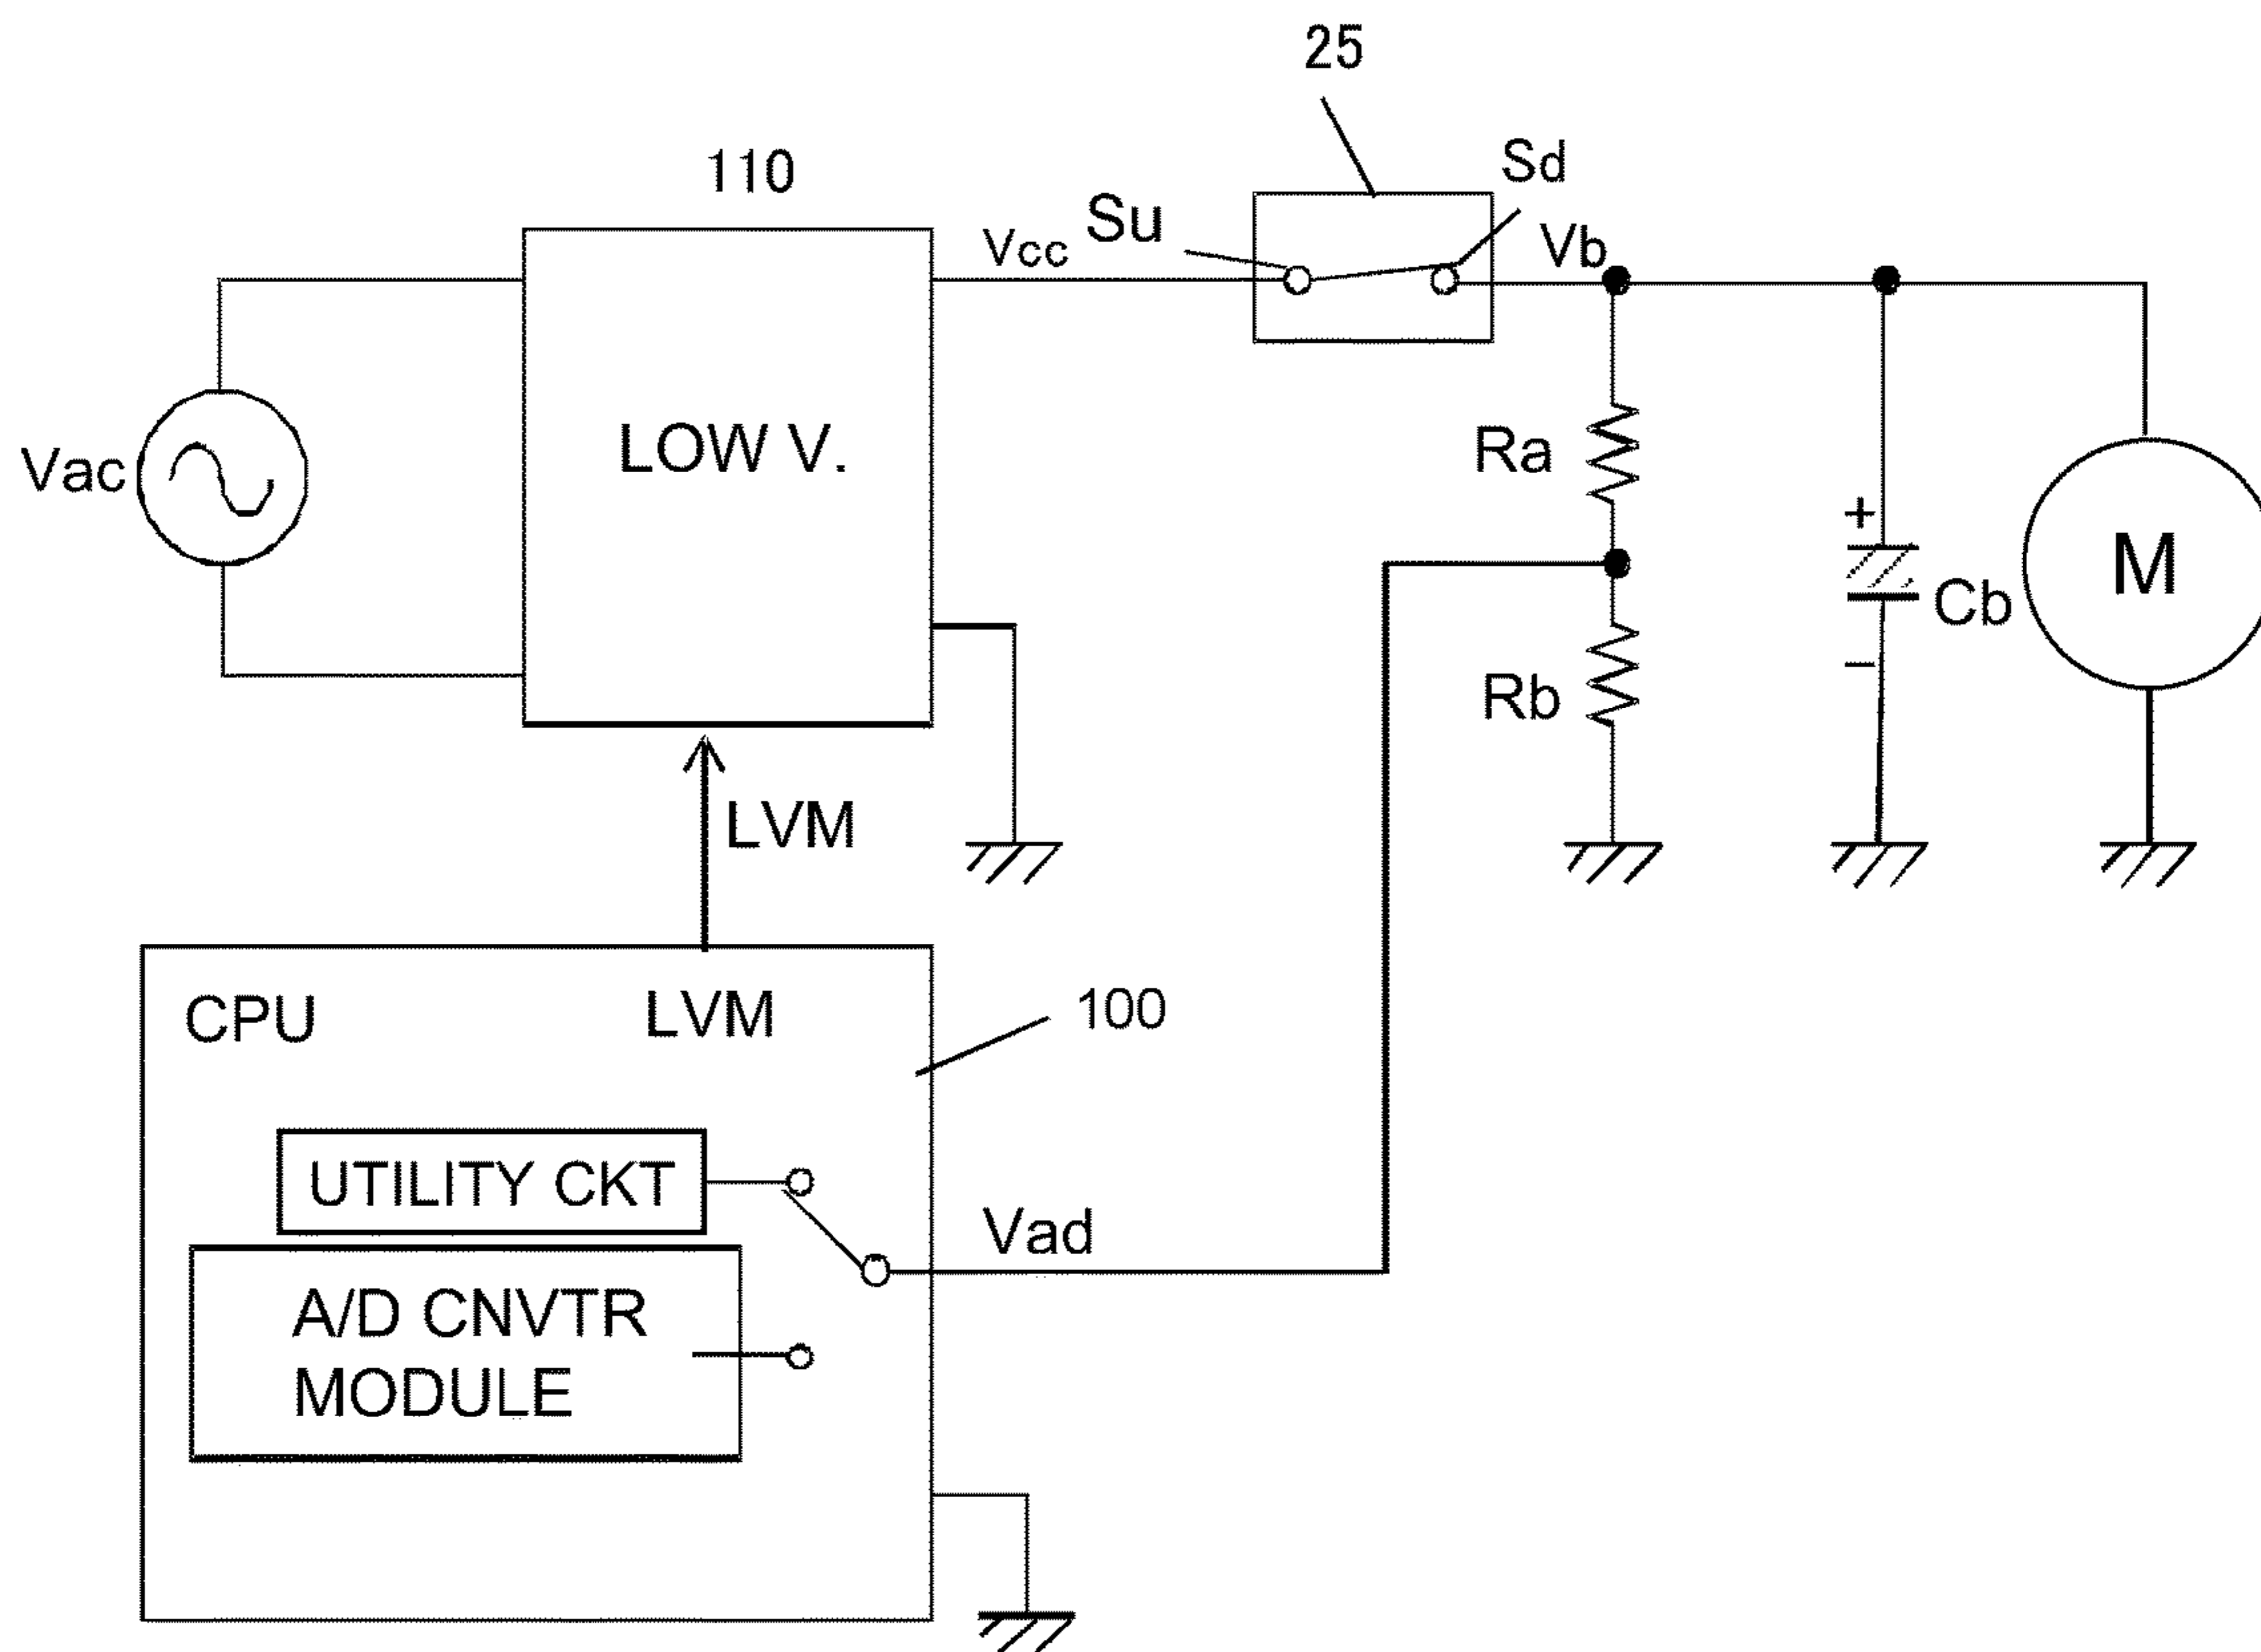 25
110
Sd
Su
Vcc
Vb
LOW V.
Vac
Ra
+
M
Cb
−
Rb
LVM
CPU
LVM
100
UTILITY CKT
Vad
A/D CNVTR
MODULE